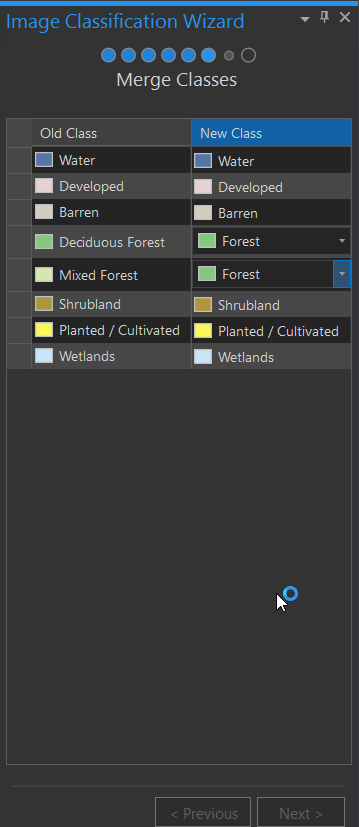 Image Classification Wizard
Merge Classes
Old Class New Class
Water Water
Developed Developed
Barren Barren
Deciduous Forest Forest
Mixed Forest Forest
Shrubland Shrubland
Planted / Cultivated Planted / Cultivated
Wetlands Wetlands
< Previous Next >